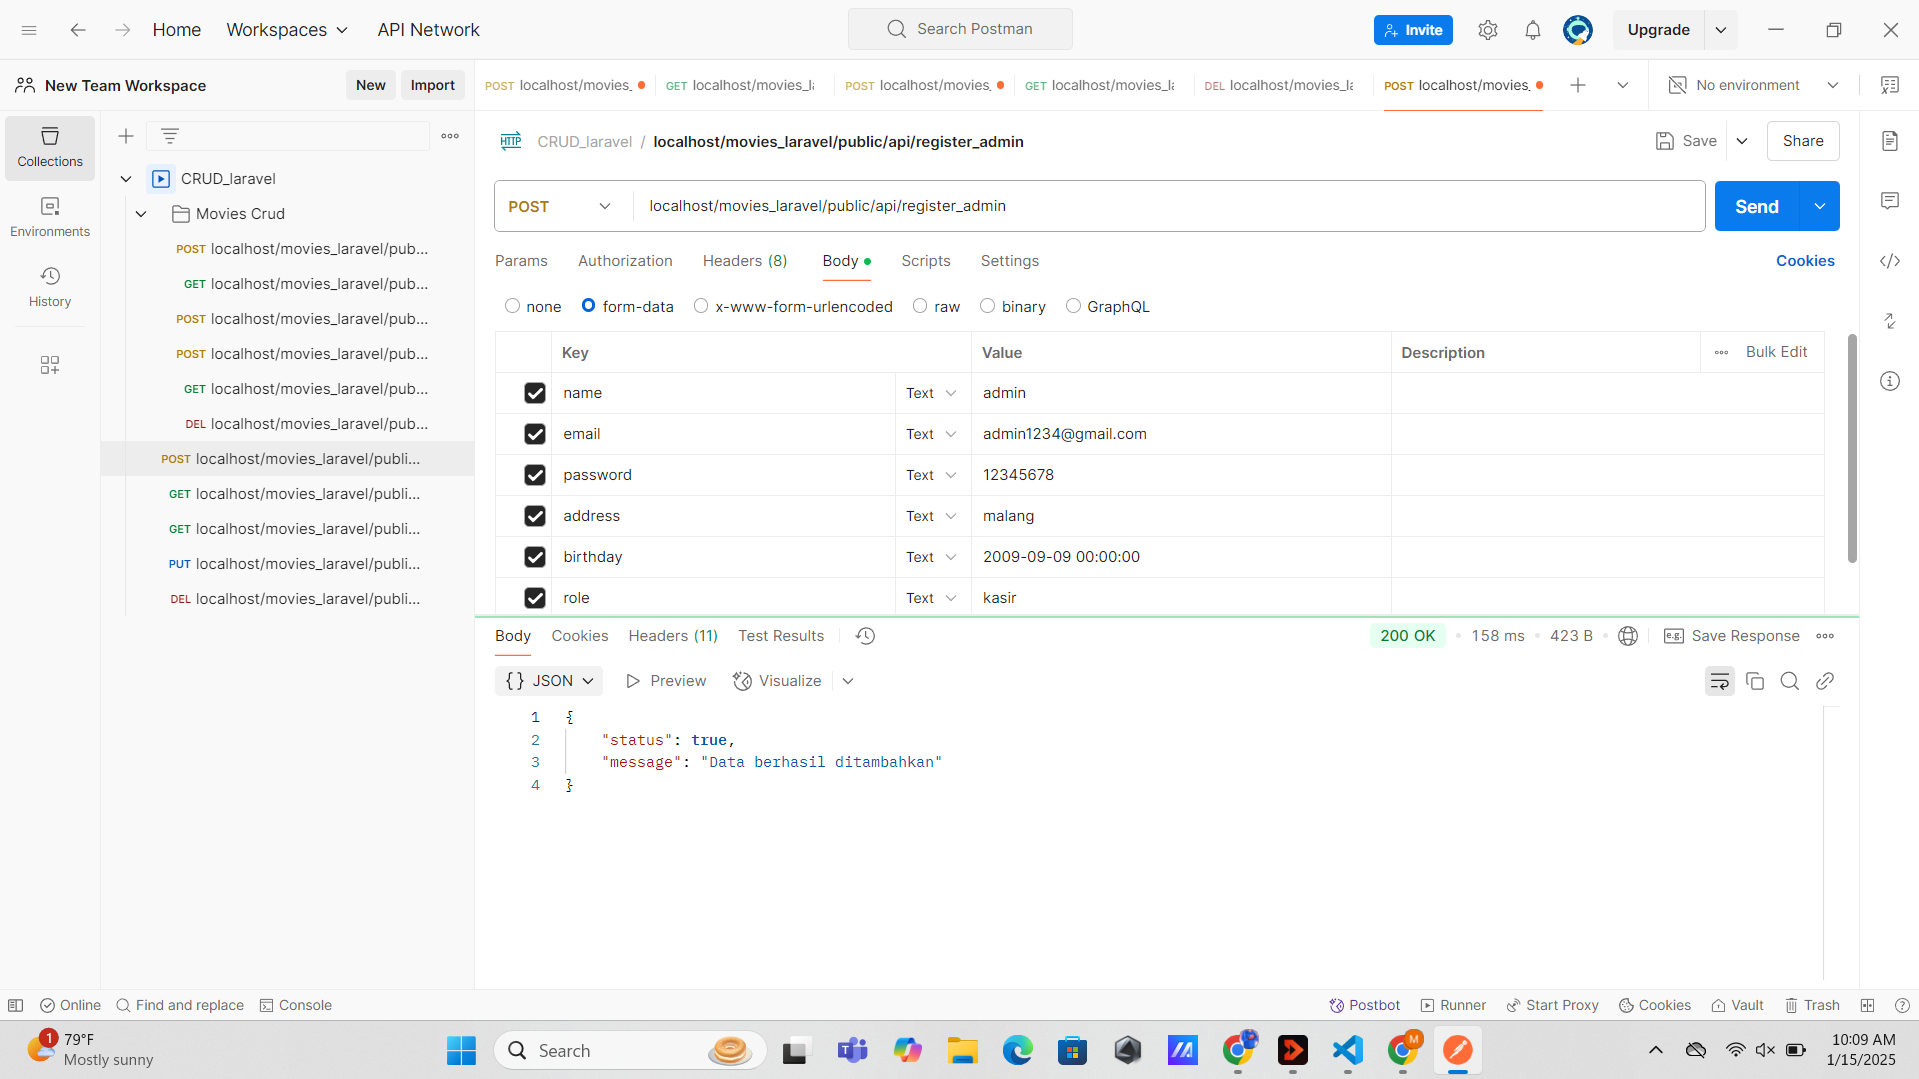 Home
Workspaces
API Network
Search Postman
Invite
Upgrade
New Team Workspace
New
Import
POST localhost/movies_
GET localhost/movies_la
POST localhost/movies_
GET localhost/movies_la
DEL localhost/movies_la
POST localhost/movies_
No environment
Collections
Environments
History
CRUD_laravel
Movies Crud
POST localhost/movies_laravel/pub...
GET localhost/movies_laravel/pub...
POST localhost/movies_laravel/pub...
POST localhost/movies_laravel/pub...
GET localhost/movies_laravel/pub...
DEL localhost/movies_laravel/pub...
POST localhost/movies_laravel/publi...
GET localhost/movies_laravel/publi...
GET localhost/movies_laravel/publi...
PUT localhost/movies_laravel/publi...
DEL localhost/movies_laravel/publi...
HTTP CRUD_laravel / localhost/movies_laravel/public/api/register_admin
Save
Share
POST localhost/movies_laravel/public/api/register_admin
Send
Params Authorization Headers (8) Body Scripts Settings
Cookies
none form-data x-www-form-urlencoded raw binary GraphQL
Key Value Description Bulk Edit
name Text admin
email Text admin1234@gmail.com
password Text 12345678
address Text malang
birthday Text 2009-09-09 00:00:00
role Text kasir
Body Cookies Headers (11) Test Results
200 OK 158 ms 423 B e.g. Save Response
{} JSON Preview Visualize
1 {
2 "status": true,
3 "message": "Data berhasil ditambahkan"
4 }
Online Find and replace Console
Postbot Runner Start Proxy Cookies Vault Trash
1
79°F
Mostly sunny
Search
M
10:09 AM
1/15/2025